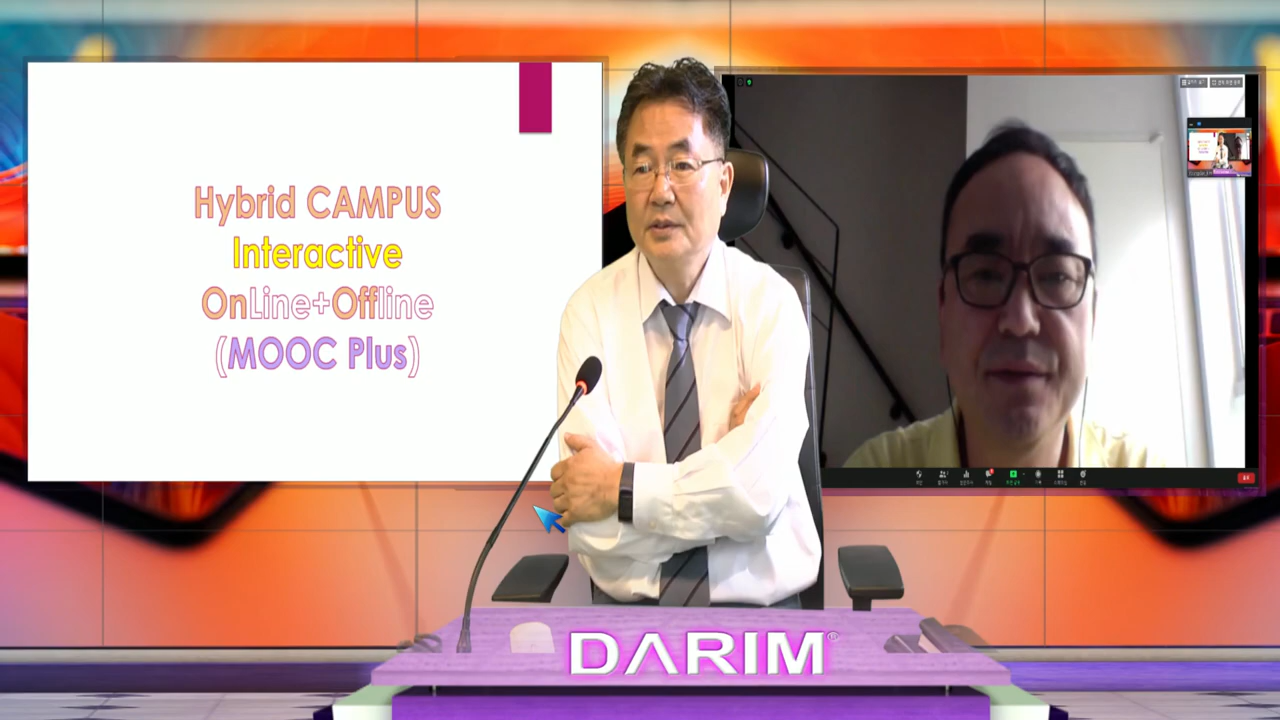 Hybrid CAMPUS
Interactive
OnLine+Offline
(MOOC Plus)
DARIM®